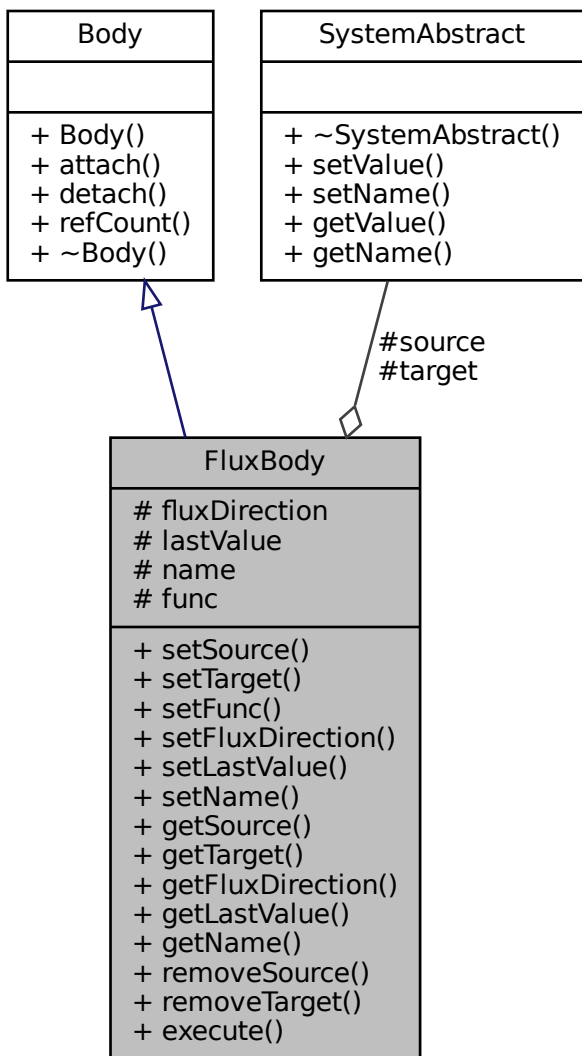 Body
+ Body()
+ attach()
+ detach()
+ refCount()
+ ~Body()
SystemAbstract
+ ~SystemAbstract()
+ setValue()
+ setName()
+ getValue()
+ getName()
#source
#target
FluxBody
# fluxDirection
# lastValue
# name
# func
+ setSource()
+ setTarget()
+ setFunc()
+ setFluxDirection()
+ setLastValue()
+ setName()
+ getSource()
+ getTarget()
+ getFluxDirection()
+ getLastValue()
+ getName()
+ removeSource()
+ removeTarget()
+ execute()